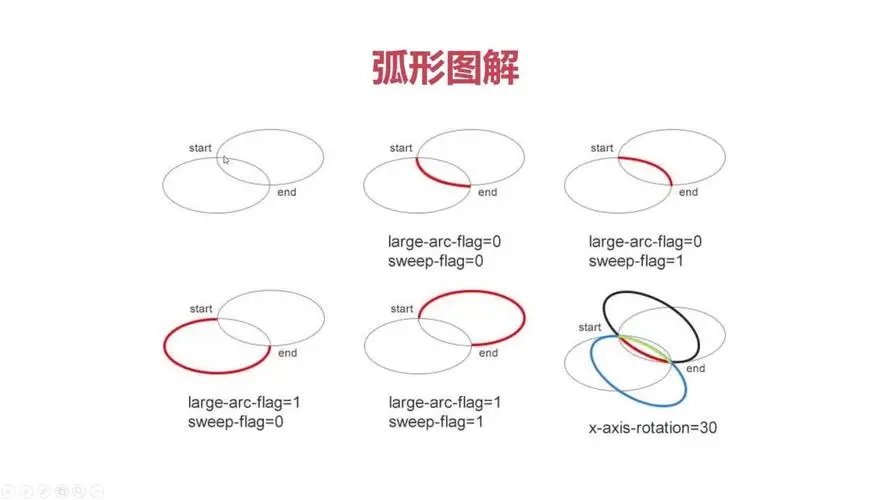 弧形图解
start
end
start
end
large-arc-flag=0
sweep-flag=0
start
end
large-arc-flag=0
sweep-flag=1
start
end
large-arc-flag=1
sweep-flag=0
start
end
large-arc-flag=1
sweep-flag=1
start
end
x-axis-rotation=30